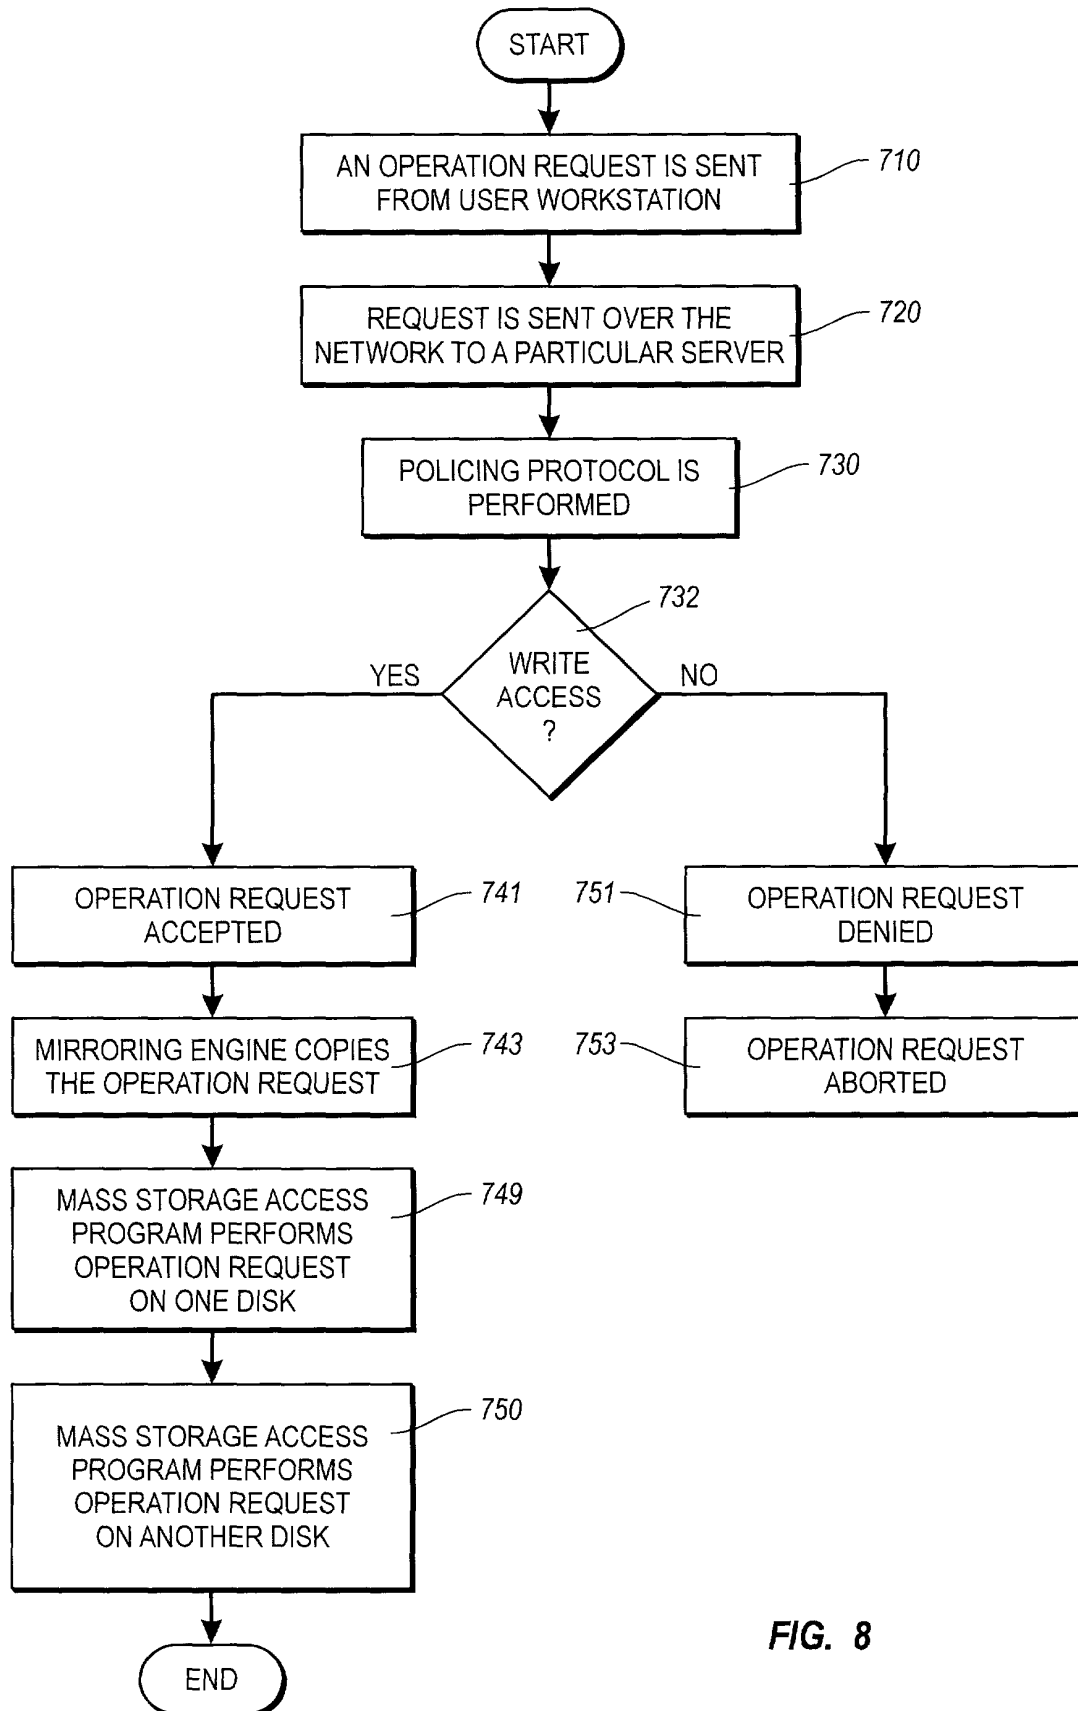 START
AN OPERATION REQUEST IS SENT
FROM USER WORKSTATION
710
REQUEST IS SENT OVER THE
NETWORK TO A PARTICULAR SERVER
720
POLICING PROTOCOL IS
PERFORMED
730
732
WRITE
ACCESS
?
YES
NO
OPERATION REQUEST
ACCEPTED
741
751
OPERATION REQUEST
DENIED
MIRRORING ENGINE COPIES
THE OPERATION REQUEST
743
753
OPERATION REQUEST
ABORTED
MASS STORAGE ACCESS
PROGRAM PERFORMS
OPERATION REQUEST
ON ONE DISK
749
MASS STORAGE ACCESS
PROGRAM PERFORMS
OPERATION REQUEST
ON ANOTHER DISK
750
END
FIG. 8